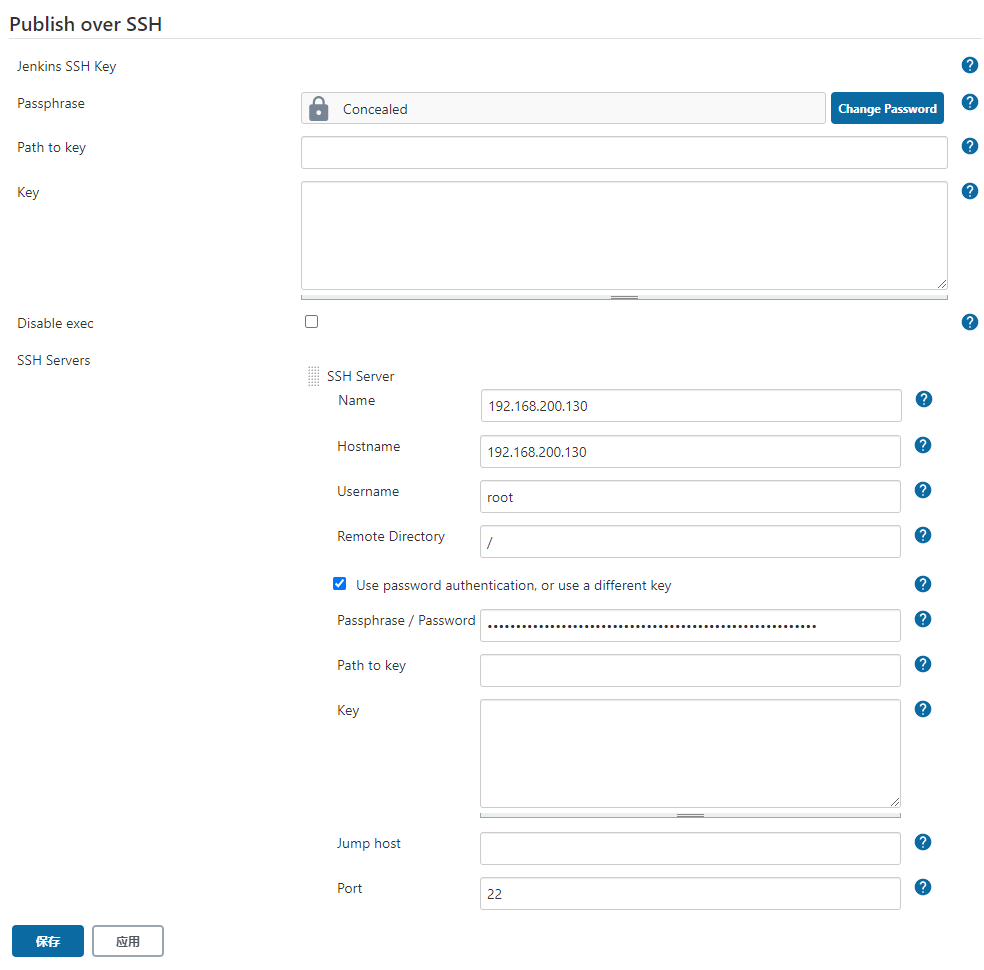 Publish over SSH
Jenkins SSH Key
Passphrase
Concealed
Change Password
Path to key
Key
Disable exec
SSH Servers
SSH Server
Name
192.168.200.130
Hostname
192.168.200.130
Username
root
Remote Directory
/
Use password authentication, or use a different key
Passphrase / Password
Path to key
Key
Jump host
Port
22
保存
应用